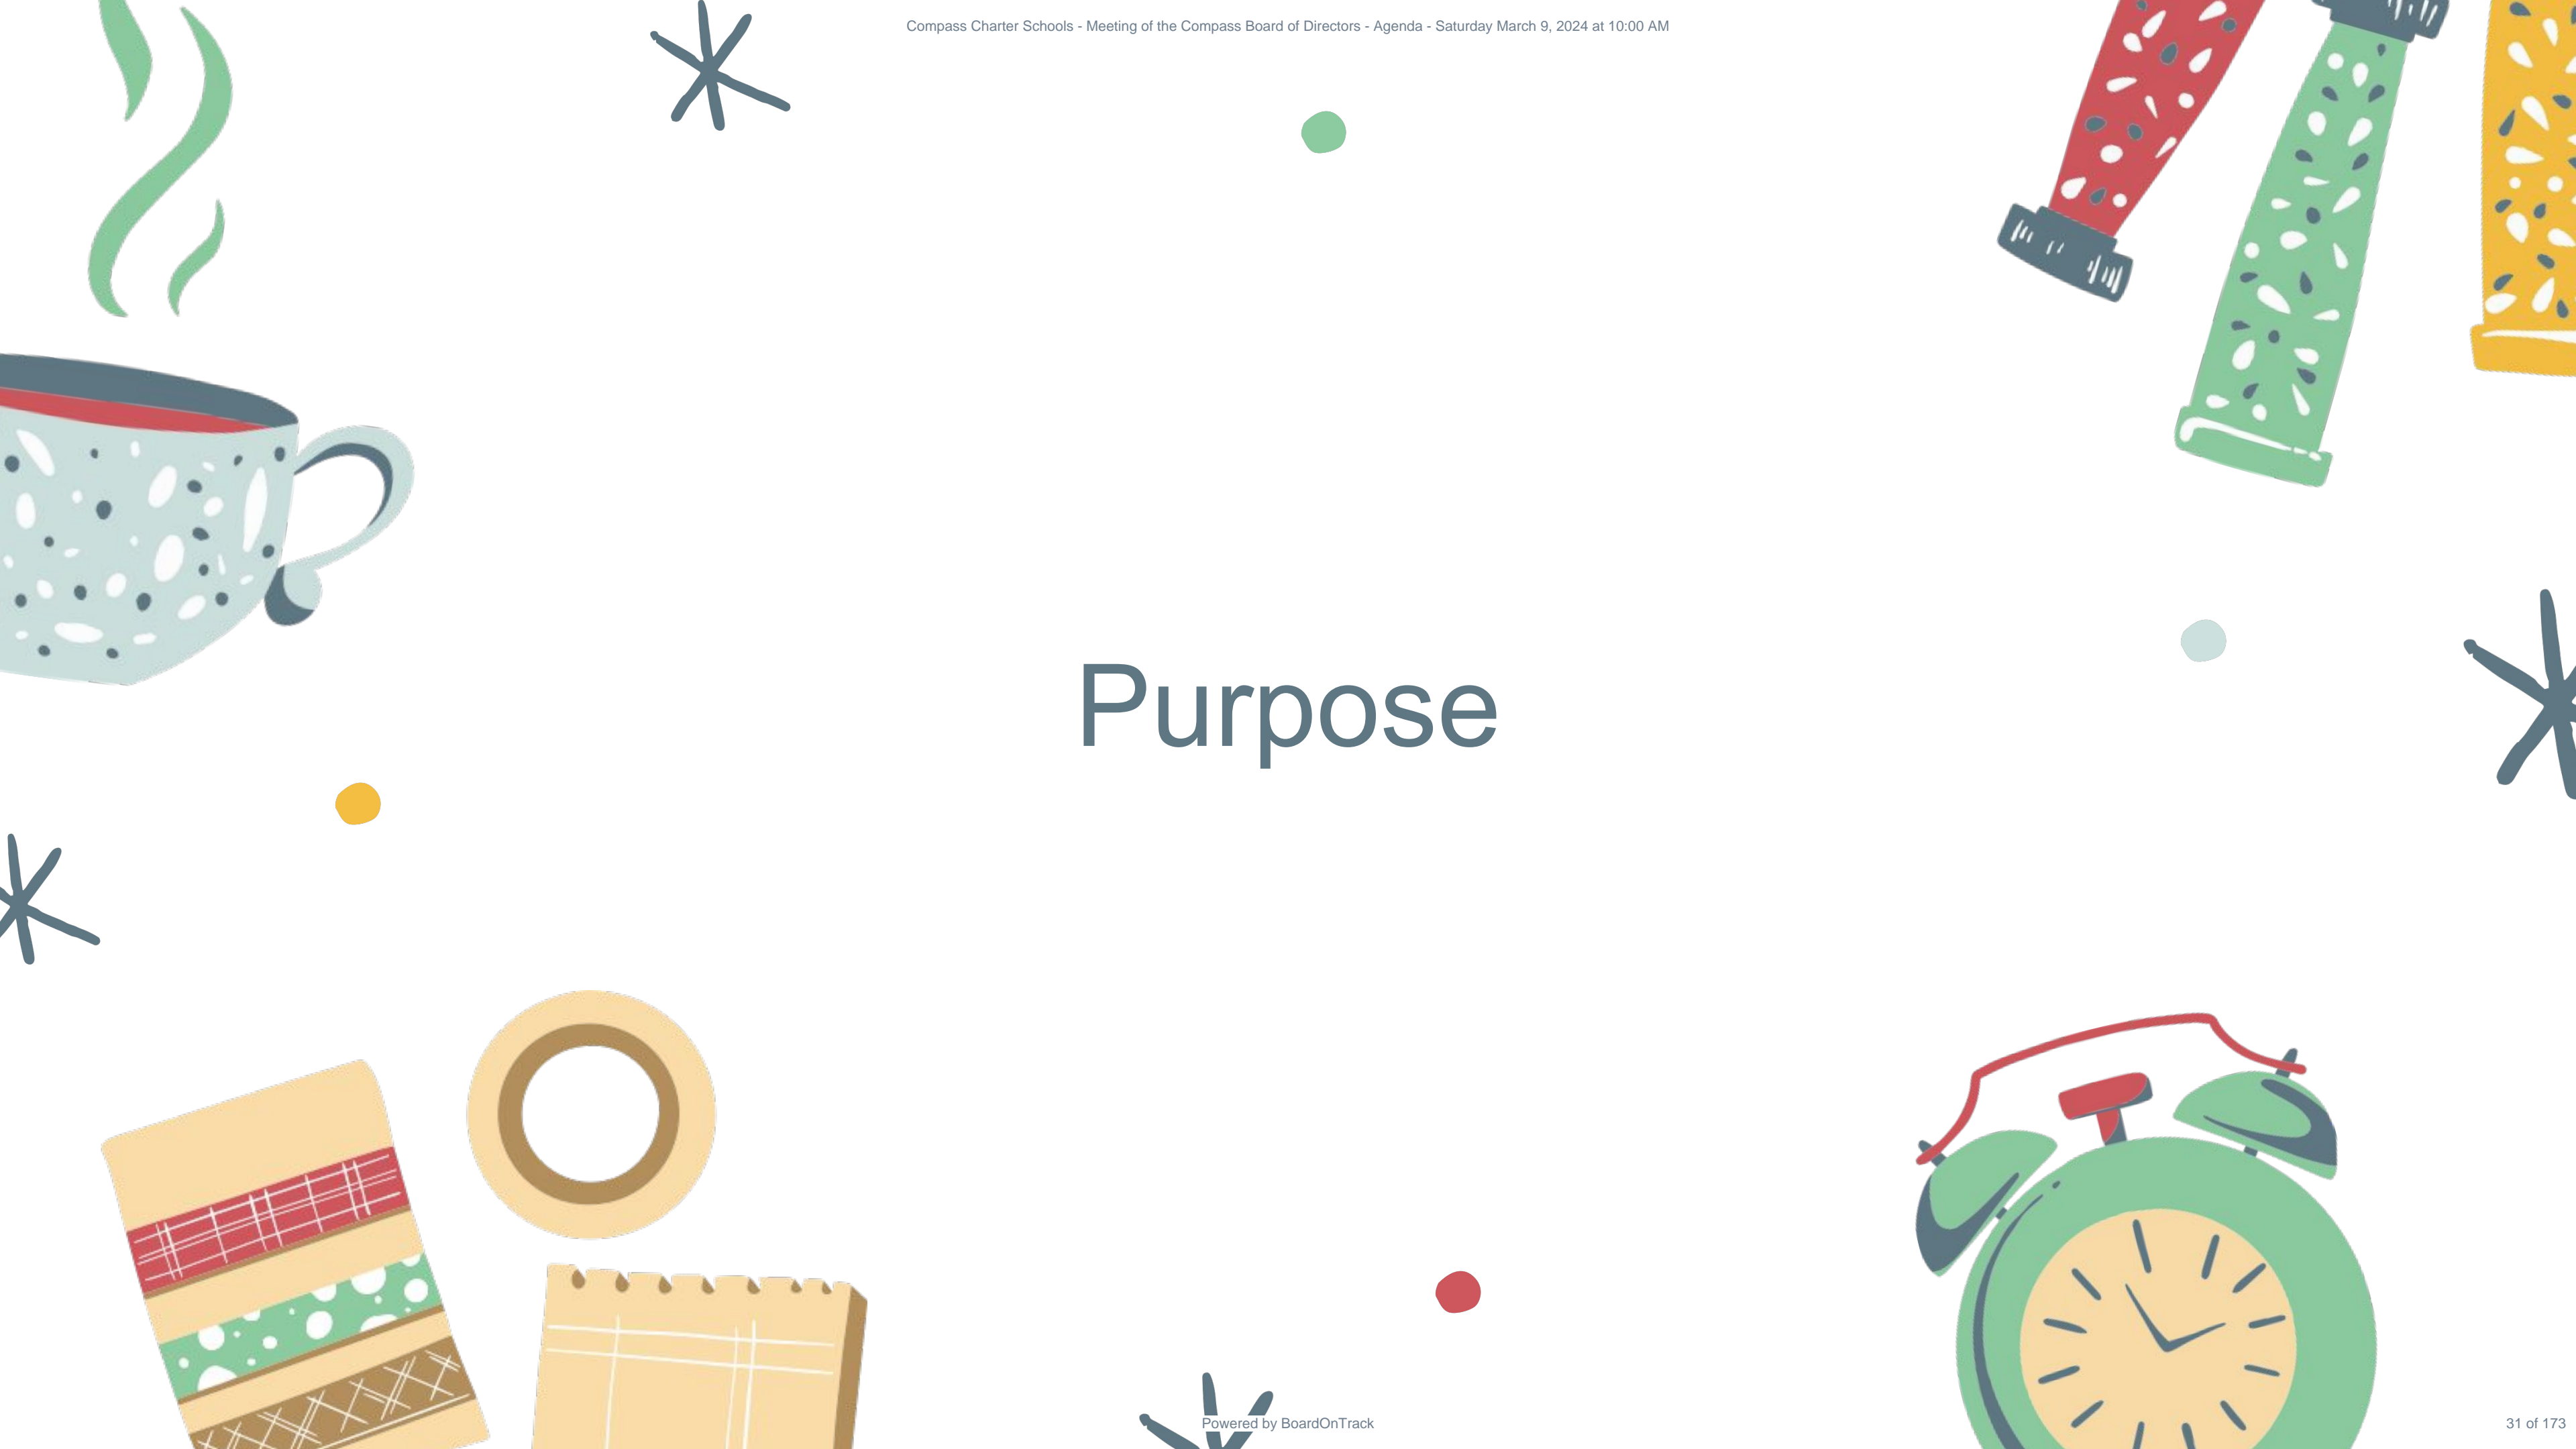 Compass Charter Schools - Meeting of the Compass Board of Directors - Agenda - Saturday March 9, 2024 at 10:00 AM
Purpose
Powered by BoardOnTrack
31 of 173